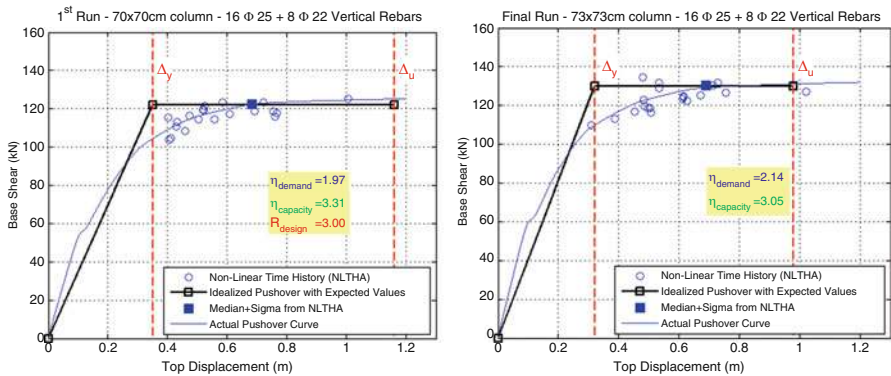 1st Run - 70x70cm column - 16 Φ 25 + 8 Φ 22 Vertical Rebars
160
140
120
100
80
60
40
20
0
Base Shear (kN)
Δy
Δu
ηdemand =1.97
ηcapacity =3.31
Rdesign =3.00
Non-Linear Time History (NLTHA)
Idealized Pushover with Expected Values
Median+Sigma from NLTHA
Actual Pushover Curve
0 0.2 0.4 0.6 0.8 1 1.2
Top Displacement (m)
Final Run - 73x73cm column - 16 Φ 25 + 8 Φ 22 Vertical Rebars
160
140
120
100
80
60
40
20
0
Base Shear (kN)
Δy
Δu
ηdemand =2.14
ηcapacity =3.05
Non-Linear Time History (NLTHA)
Idealized Pushover with Expected Values
Median+Sigma from NLTHA
Actual Pushover Curve
0 0.2 0.4 0.6 0.8 1 1.2
Top Displacement (m)